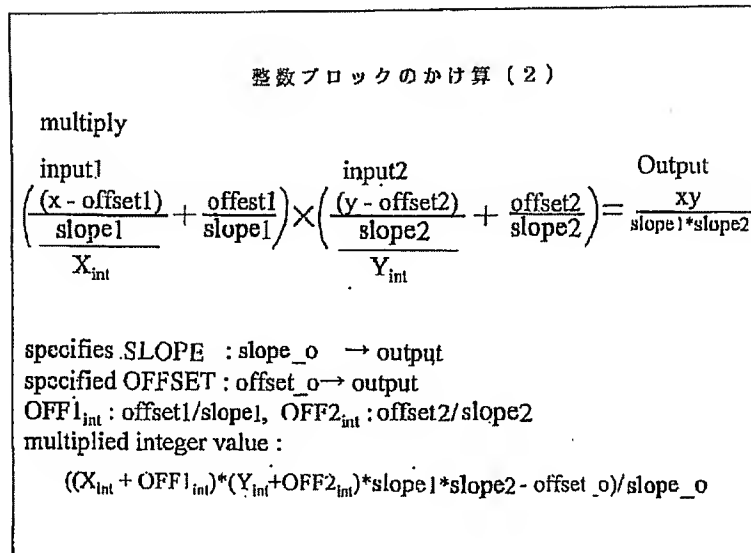 整数ブロックのかけ算 (2)
multiply
input1 input2 Output
((x - offset1)/slope1 + offest1/slope1) × ((y - offset2)/slope2 + offset2/slope2) = xy/slope1*slope2
X_int Y_int
specifies .SLOPE : slope_o → output
specified OFFSET : offset_o→ output
OFF1_int : offset1/slope1, OFF2_int : offset2/slope2
multiplied integer value :
((X_int + OFF1_int)*(Y_int+OFF2_int)*slope1*slope2 - offset_o)/slope_o